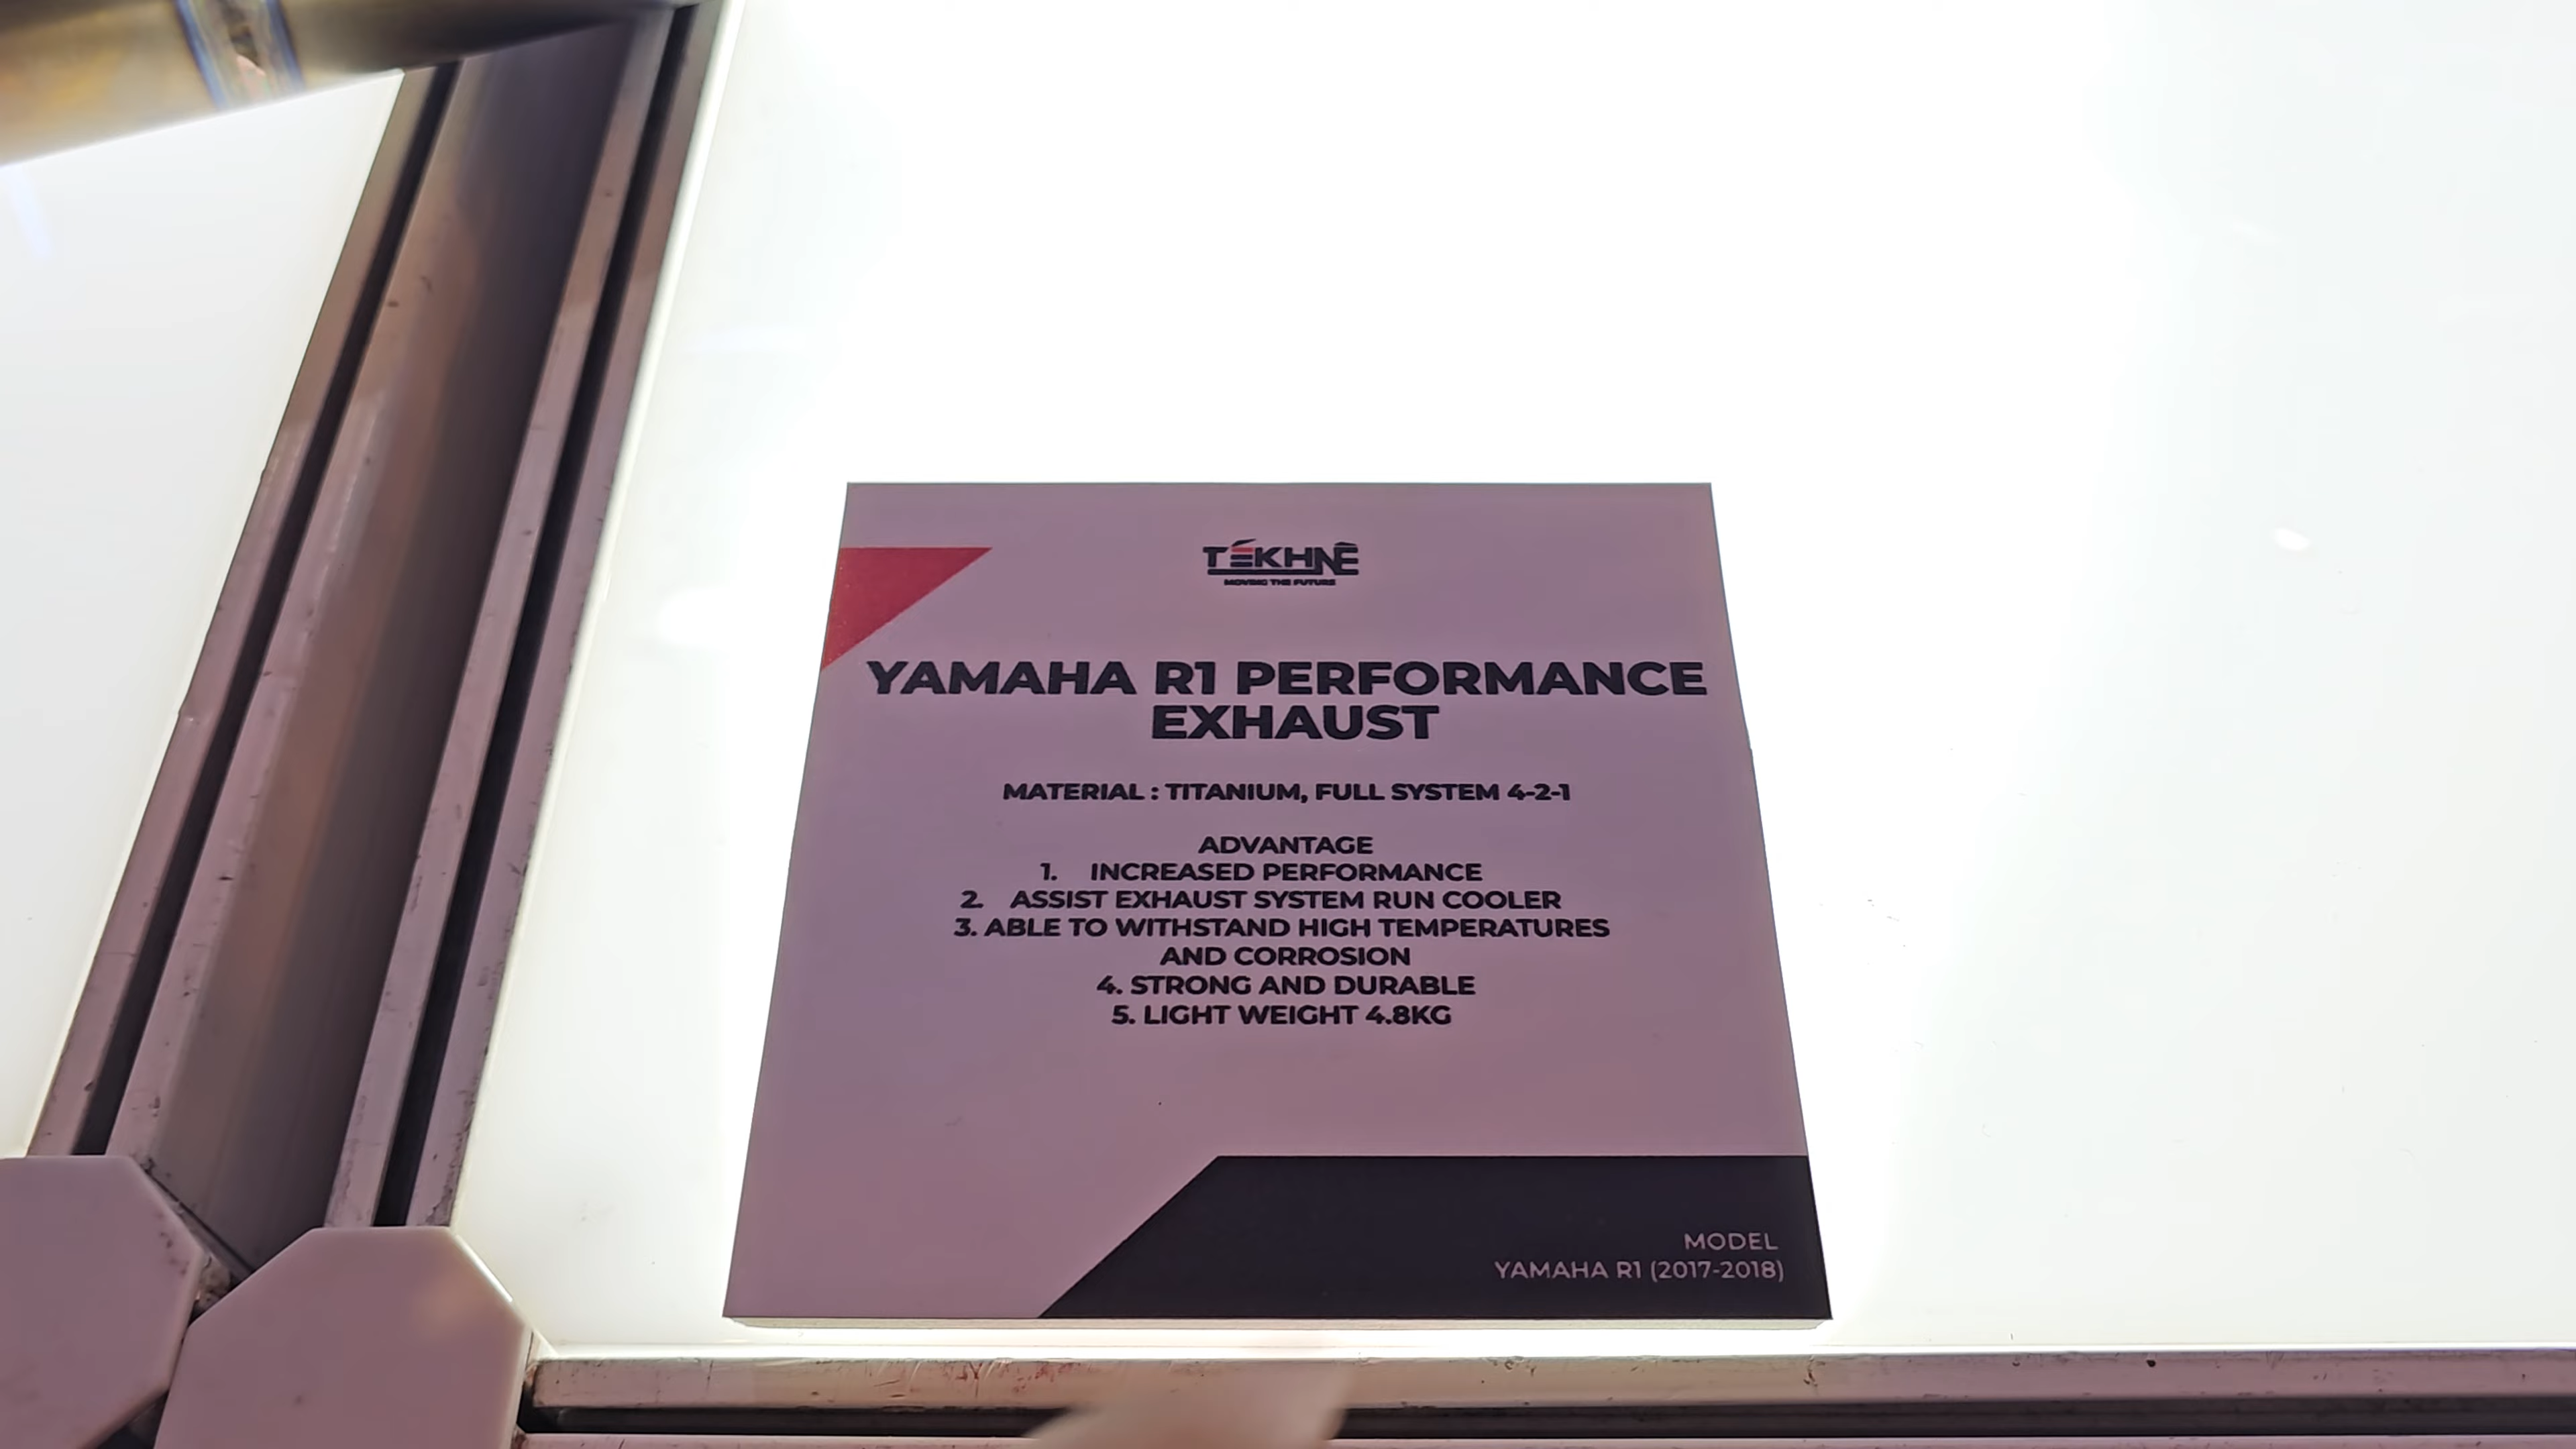 TÉKHNÊ
MOVING THE FUTURE
YAMAHA R1 PERFORMANCE
EXHAUST
MATERIAL : TITANIUM, FULL SYSTEM 4-2-1
ADVANTAGE
1. INCREASED PERFORMANCE
2. ASSIST EXHAUST SYSTEM RUN COOLER
3. ABLE TO WITHSTAND HIGH TEMPERATURES
AND CORROSION
4. STRONG AND DURABLE
5. LIGHT WEIGHT 4.8KG
MODEL
YAMAHA R1 (2017-2018)